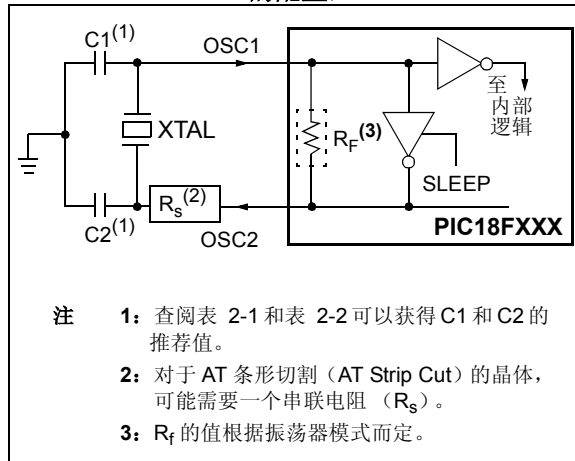 C1(1)
OSC1
至
内部
逻辑
XTAL
RF(3)
SLEEP
Rs(2)
C2(1)
OSC2
PIC18FXXX
注 1：查阅表 2-1 和表 2-2 可以获得 C1 和 C2 的
推荐值。
2：对于 AT 条形切割（AT Strip Cut）的晶体，
可能需要一个串联电阻 （Rs）。
3：Rf 的值根据振荡器模式而定。